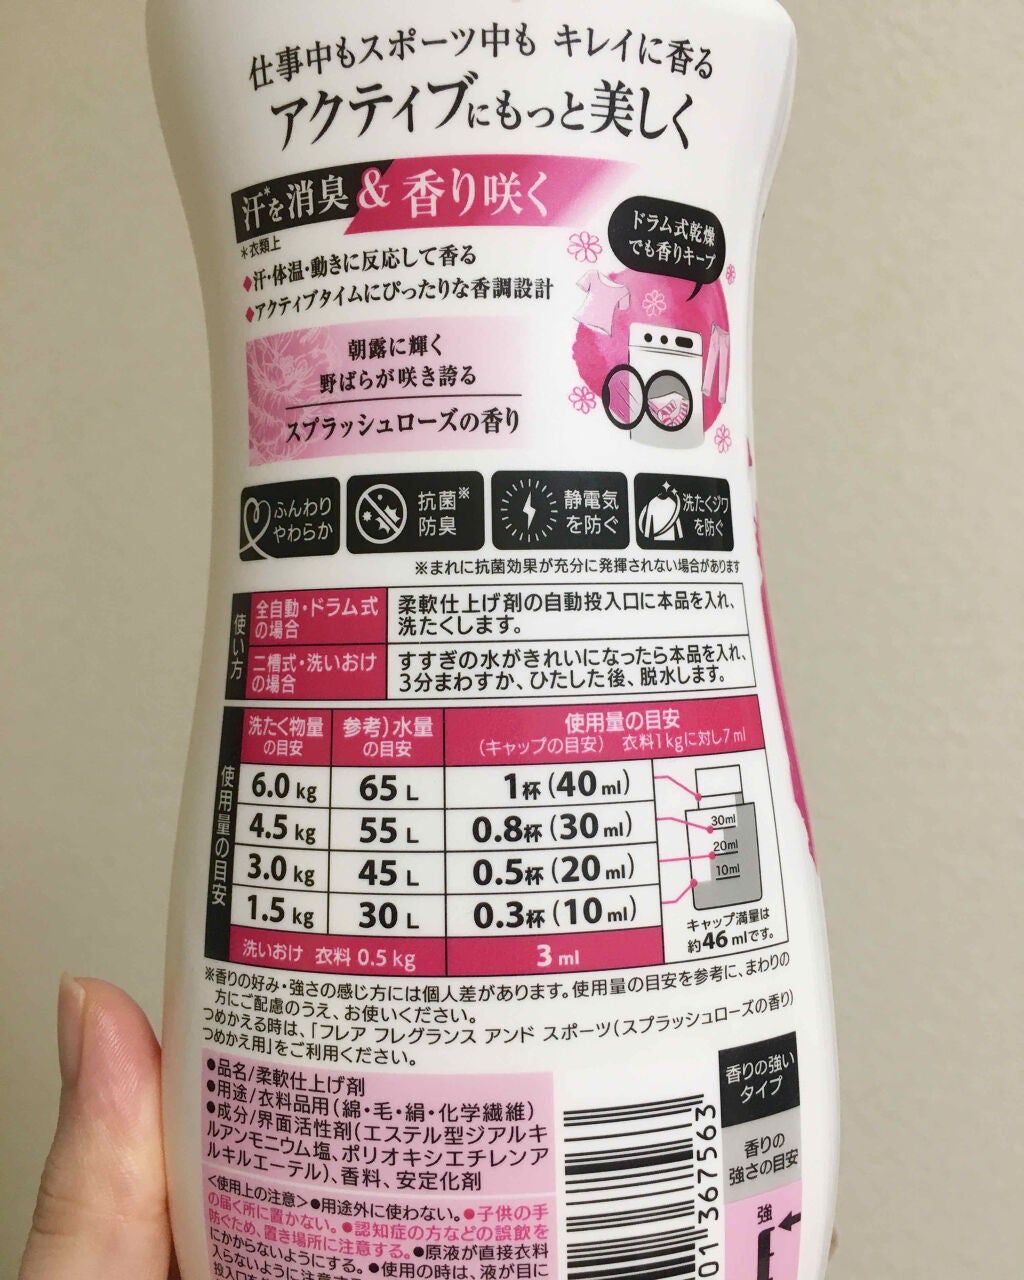 仕事中もスポーツ中も キレイに香る
アクティブにもっと美しく
汗*を消臭&香り咲く
*衣類上
ドラム式乾燥
でも香りキープ
◆汗・体温・動きに反応して香る
◆アクティブタイムにぴったりな香調設計
朝露に輝く
野ばらが咲き誇る
スプラッシュローズの香り
ふんわり
やわらか
抗菌※
防臭
静電気
を防ぐ
洗たくジワ
を防ぐ
※まれに抗菌効果が充分に発揮されない場合があります
使い方
全自動・ドラム式
の場合
柔軟仕上げ剤の自動投入口に本品を入れ、
洗たくします。
二槽式・洗いおけ
の場合
すすぎの水がきれいになったら本品を入れ、
3分まわすか、ひたした後、脱水します。
使用量の目安
洗たく物量
の目安
参考)水量
の目安
使用量の目安
(キャップの目安) 衣料1kgに対し7ml
6.0kg 65L 1杯(40ml)
4.5kg 55L 0.8杯(30ml)
3.0kg 45L 0.5杯(20ml)
1.5kg 30L 0.3杯(10ml)
洗いおけ 衣料0.5kg 3ml
30ml
20ml
10ml
キャップ満量は
約46mlです。
※香りの好み・強さの感じ方には個人差があります。使用量の目安を参考に、まわりの
方にご配慮のうえ、お使いください。
つめかえる時は、「フレア フレグランス アンド スポーツ(スプラッシュローズの香り)
つめかえ用」をご利用ください。
●品名/柔軟仕上げ剤
●用途/衣料品用(綿・毛・絹・化学繊維)
●成分/界面活性剤(エステル型ジアルキ
ルアンモニウム塩、ポリオキシエチレンア
ルキルエーテル)、香料、安定化剤
<使用上の注意>●用途外に使わない。●子供の手
の届く所に置かない。●認知症の方などの誤飲を
防ぐため、置き場所に注意する。●原液が直接衣料
にかからないようにする。●使用の時は、液が目に
入らないように注意する
01 367563
香りの強い
タイプ
香りの
強さの目安
強